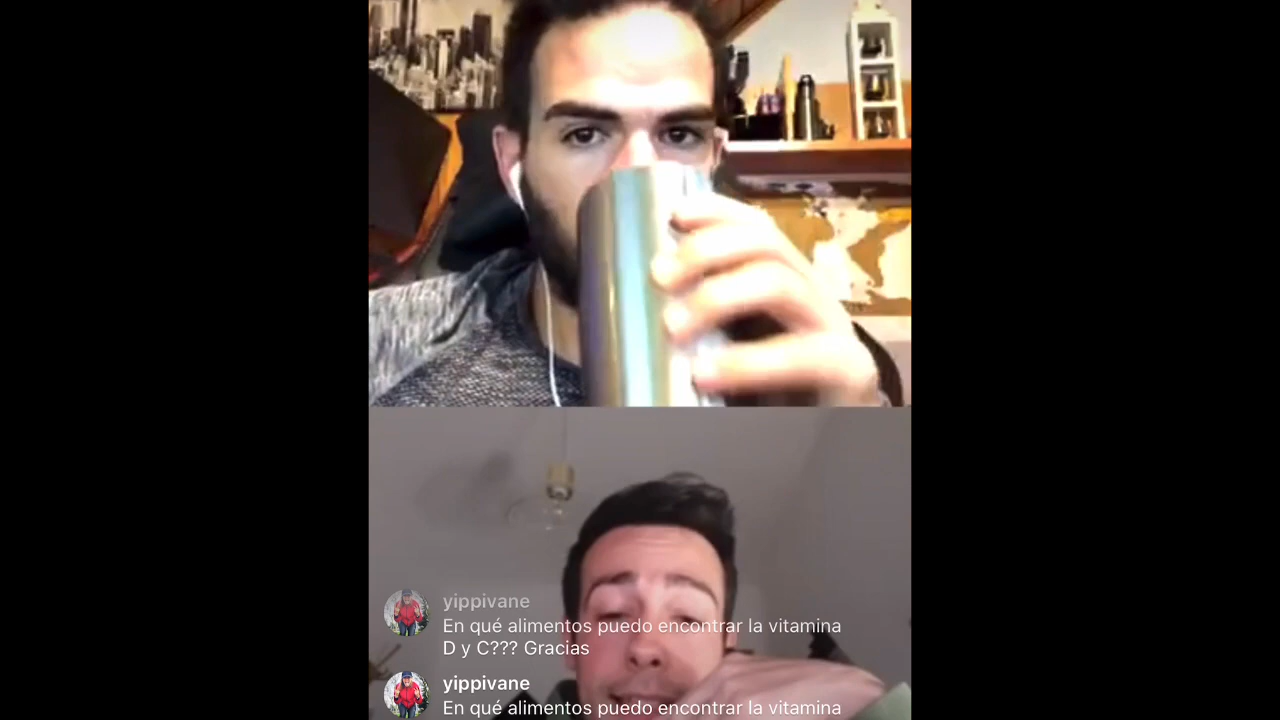 yippivane
En qué alimentos puedo encontrar la vitamina
D y C??? Gracias
yippivane
En qué alimentos puedo encontrar la vitamina